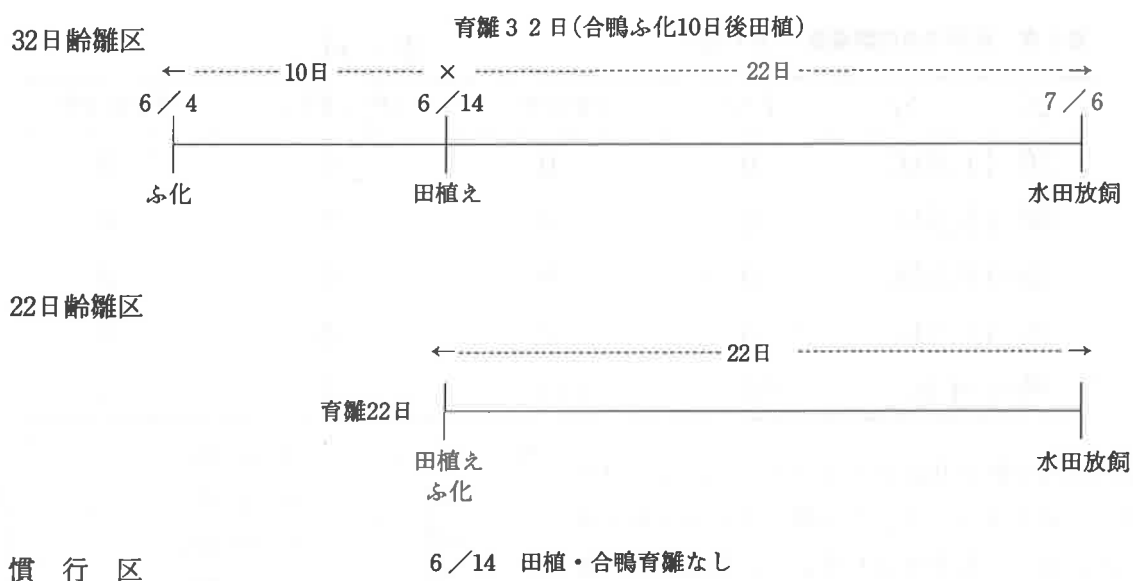 育雛32日(合鴨ふ化10日後田植)
32日齢雛区
← 10日 × 22日 →
6/4 6/14 7/6
ふ化 田植え 水田放飼
22日齢雛区
← 22日 →
育雛22日
田植え 水田放飼
ふ化
慣行区 6/14 田植・合鴨育雛なし